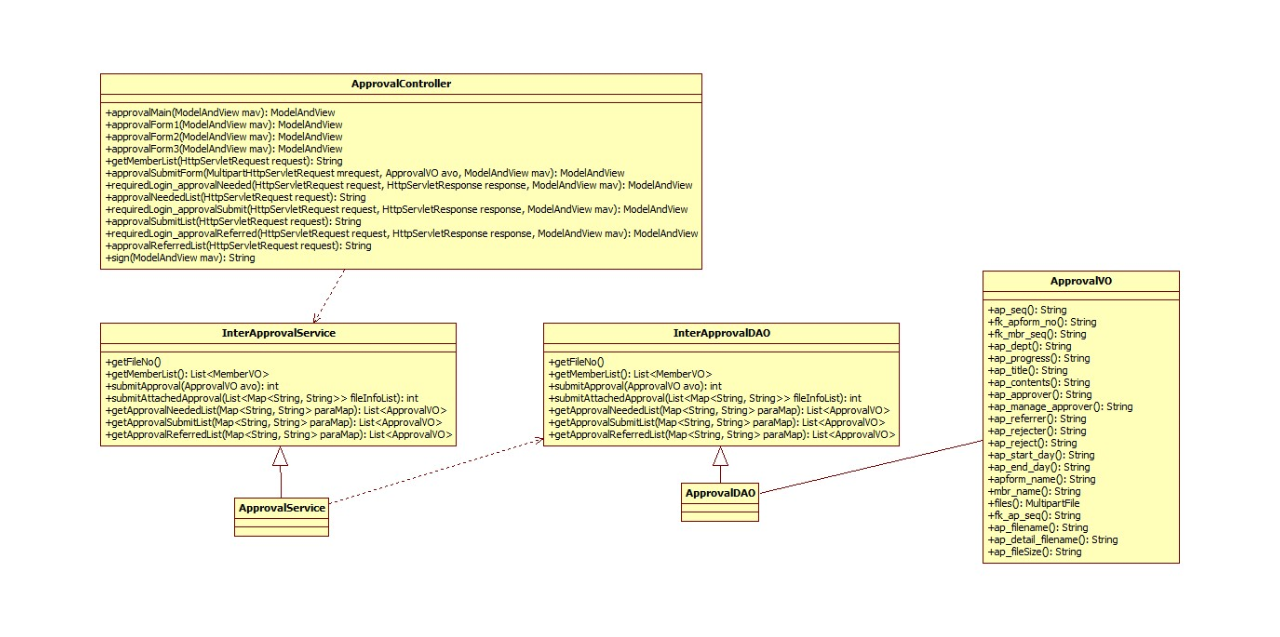 ApprovalController
+approvalMain(ModelAndView mav): ModelAndView
+approvalForm1(ModelAndView mav): ModelAndView
+approvalForm2(ModelAndView mav): ModelAndView
+approvalForm3(ModelAndView mav): ModelAndView
+getMemberList(HttpServletRequest request): String
+approvalSubmitForm(MultipartHttpServletRequest mrequest, ApprovalVO avo, ModelAndView mav): ModelAndView
+requiredLogin_approvalNeeded(HttpServletRequest request, HttpServletResponse response, ModelAndView mav): ModelAndView
+approvalNeededList(HttpServletRequest request): String
+requiredLogin_approvalSubmit(HttpServletRequest request, HttpServletResponse response, ModelAndView mav): ModelAndView
+approvalSubmitList(HttpServletRequest request): String
+requiredLogin_approvalReferred(HttpServletRequest request, HttpServletResponse response, ModelAndView mav): ModelAndView
+approvalReferredList(HttpServletRequest request): String
+sign(ModelAndView mav): String
InterApprovalService
+getFileNo()
+getMemberList(): List<MemberVO>
+submitApproval(ApprovalVO avo): int
+submitAttachedApproval(List<Map<String, String>> fileInfoList): int
+getApprovalNeededList(Map<String, String> paraMap): List<ApprovalVO>
+getApprovalSubmitList(Map<String, String> paraMap): List<ApprovalVO>
+getApprovalReferredList(Map<String, String> paraMap): List<ApprovalVO>
InterApprovalDAO
+getFileNo()
+getMemberList(): List<MemberVO>
+submitApproval(ApprovalVO avo): int
+submitAttachedApproval(List<Map<String, String>> fileInfoList): int
+getApprovalNeededList(Map<String, String> paraMap): List<ApprovalVO>
+getApprovalSubmitList(Map<String, String> paraMap): List<ApprovalVO>
+getApprovalReferredList(Map<String, String> paraMap): List<ApprovalVO>
ApprovalService
ApprovalDAO
ApprovalVO
+ap_seq(): String
+fk_apform_no(): String
+fk_mbr_seq(): String
+ap_dept(): String
+ap_progress(): String
+ap_title(): String
+ap_contents(): String
+ap_approver(): String
+ap_manage_approver(): String
+ap_referrer(): String
+ap_rejecter(): String
+ap_reject(): String
+ap_start_day(): String
+ap_end_day(): String
+apform_name(): String
+mbr_name(): String
+files(): MultipartFile
+fk_ap_seq(): String
+ap_filename(): String
+ap_detail_filename(): String
+ap_fileSize(): String